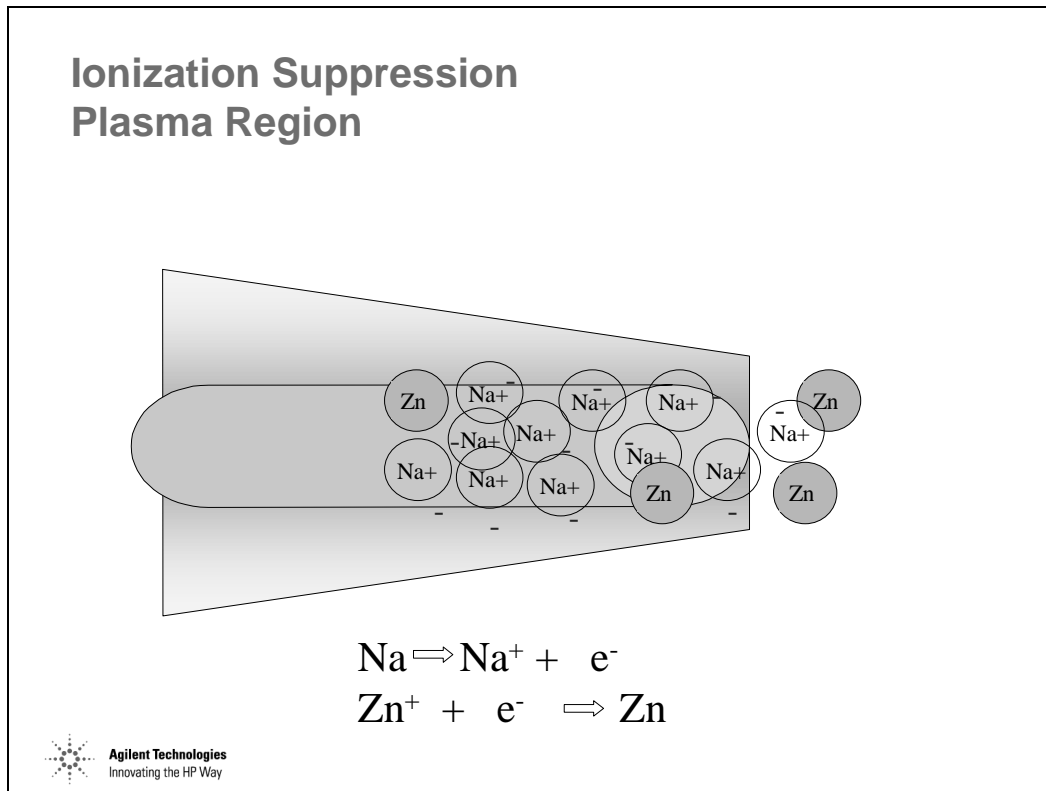 Ionization Suppression
Plasma Region
Zn
Na+
-
Na+
-
Na+
-
-
Zn
-
Na+
Na+
-
Na+
-
Na+
-
Na+
Na+
Na+
-
Na+
Zn
Zn
-
-
-
-
Na ⇨ Na⁺ + e⁻
Zn⁺ + e⁻ ⇨ Zn
Agilent Technologies
Innovating the HP Way